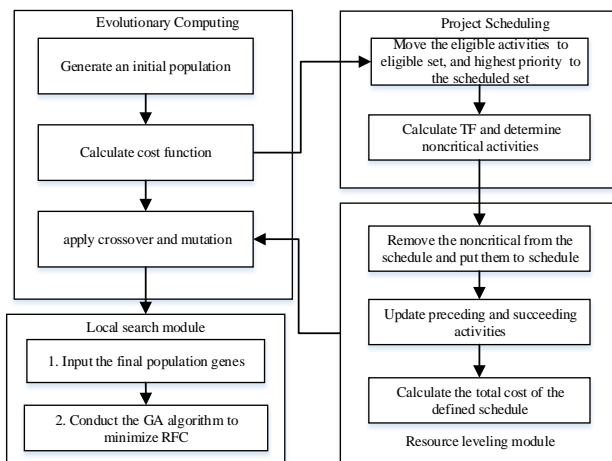 Evolutionary Computing
Generate an initial population
Calculate cost function
apply crossover and mutation
Local search module
1. Input the final population genes
2. Conduct the GA algorithm to
minimize RFC
Project Scheduling
Move the eligible activities to
eligible set, and highest priority to
the scheduled set
Calculate TF and determine
noncritical activities
Remove the noncritical from the
schedule and put them to schedule
Update preceding and succeeding
activities
Calculate the total cost of the
defined schedule
Resource leveling module